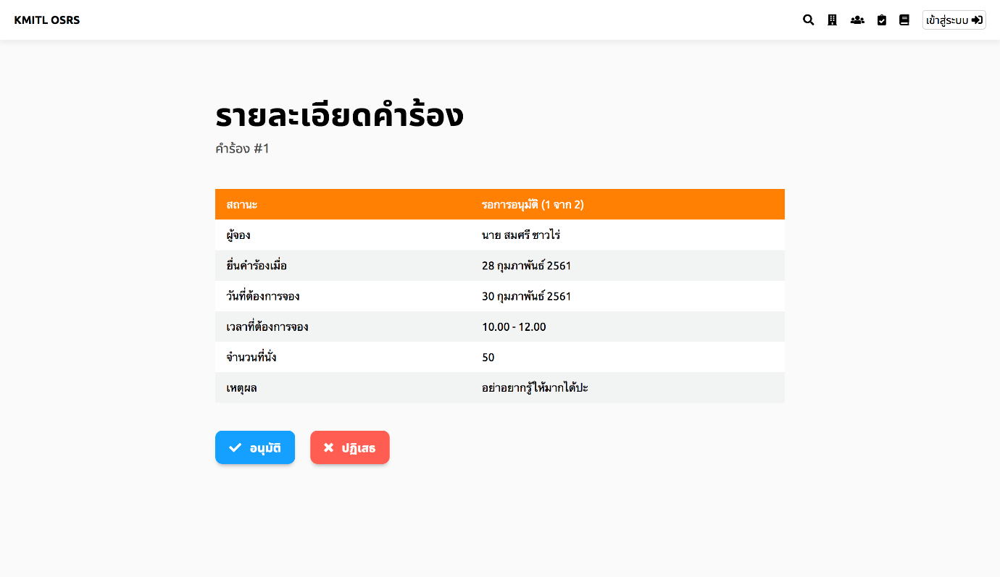 KMITL OSRS
เข้าสู่ระบบ
รายละเอียดคำร้อง
คำร้อง #1
สถานะ รอการอนุมัติ (1 จาก 2)
ผู้จอง นาย สมศรี ชาวไร่
ยื่นคำร้องเมื่อ 28 กุมภาพันธ์ 2561
วันที่ต้องการจอง 30 กุมภาพันธ์ 2561
เวลาที่ต้องการจอง 10.00 - 12.00
จำนวนที่นั่ง 50
เหตุผล อย่าอยากรู้ให้มากได้ปะ
อนุมัติ ปฏิเสธ